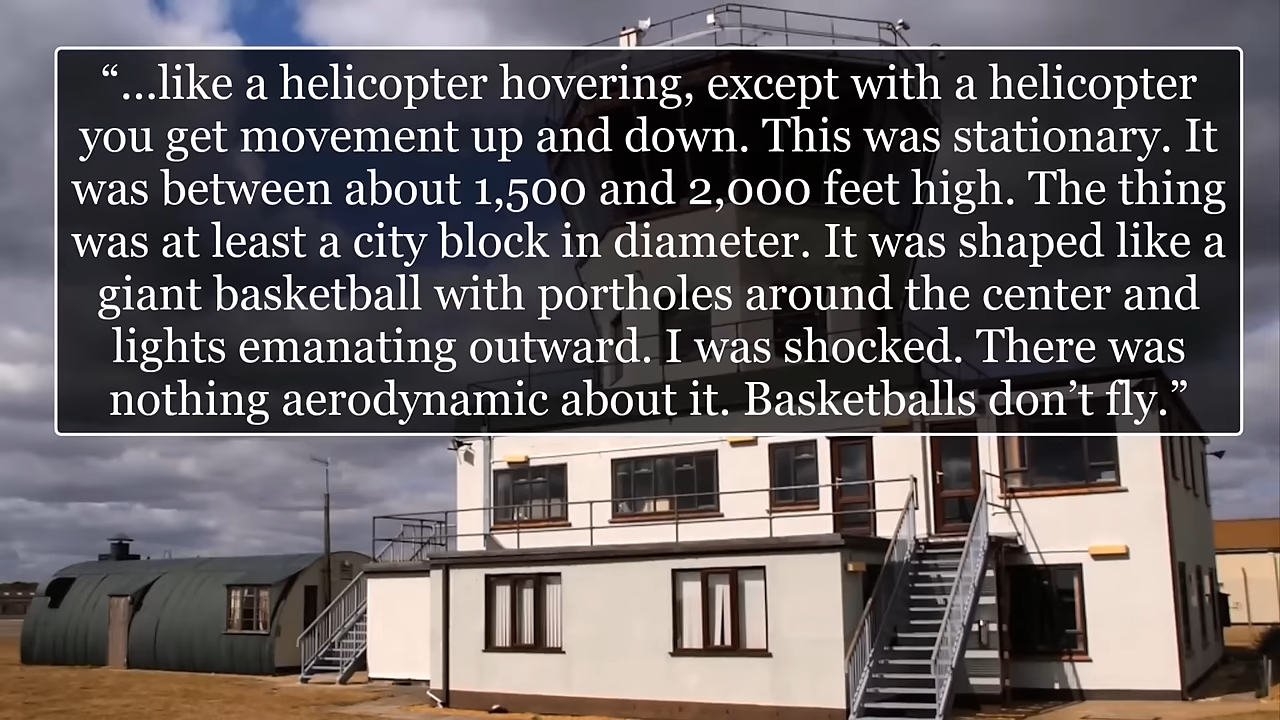 “...like a helicopter hovering, except with a helicopter
you get movement up and down. This was stationary. It
was between about 1,500 and 2,000 feet high. The thing
was at least a city block in diameter. It was shaped like a
giant basketball with portholes around the center and
lights emanating outward. I was shocked. There was
nothing aerodynamic about it. Basketballs don’t fly.”